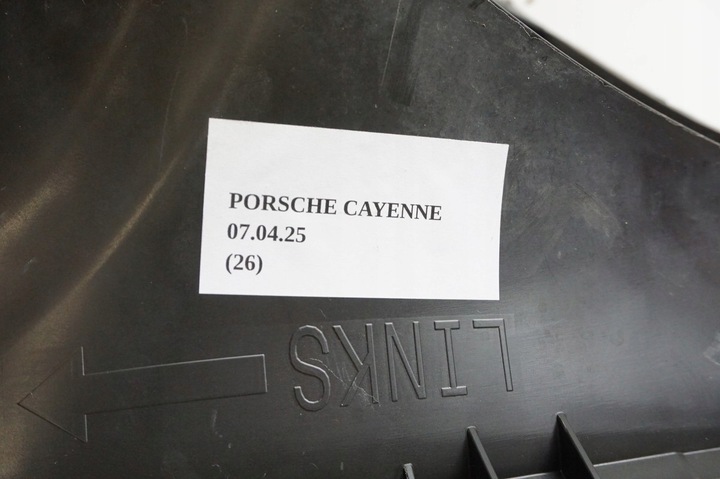 PORSCHE CAYENNE
07.04.25
(26)
LINKS